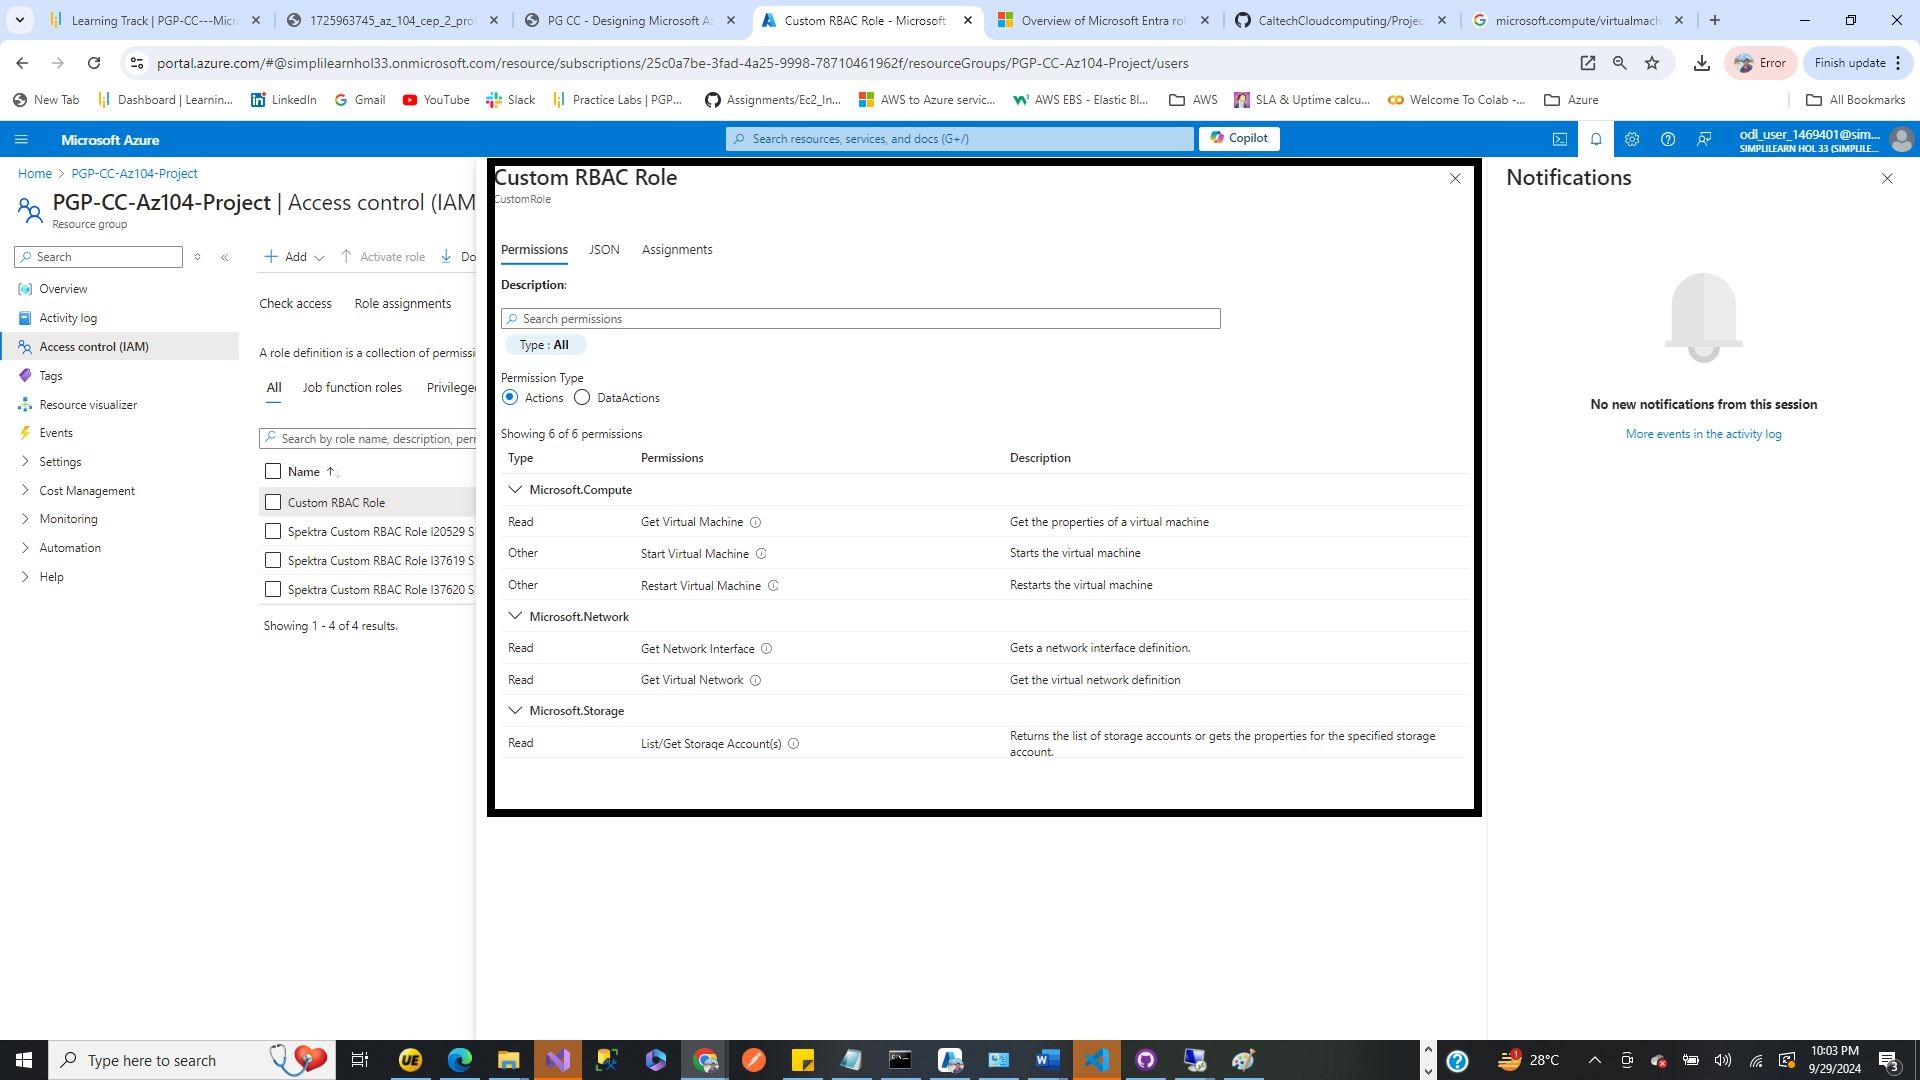 Learning Track | PGP-CC---Micr
1725963745_az_104_cep_2_prob
PG CC - Designing Microsoft Az
Custom RBAC Role - Microsoft
Overview of Microsoft Entra rol
CaltechCloudcomputing/Projec
microsoft.compute/virtualmach
portal.azure.com/#@simplilearnhol33.onmicrosoft.com/resource/subscriptions/25c0a7be-3fad-4a25-9998-78710461962f/resourceGroups/PGP-CC-Az104-Project/users
Error
Finish update
New Tab
Dashboard | Learnin...
LinkedIn
Gmail
YouTube
Slack
Practice Labs | PGP...
Assignments/Ec2_In...
AWS to Azure servic...
AWS EBS - Elastic Bl...
AWS
SLA & Uptime calcu...
Welcome To Colab -...
Azure
All Bookmarks
Microsoft Azure
Search resources, services, and docs (G+/)
Copilot
odl_user_1469401@sim...
SIMPLILEARN HOL 33 (SIMPLILE...
Home > PGP-CC-Az104-Project
PGP-CC-Az104-Project | Access control (IAM
Resource group
Search
Overview
Activity log
Access control (IAM)
Tags
Resource visualizer
Events
Settings
Cost Management
Monitoring
Automation
Help
Add
Activate role
Do
Check access
Role assignments
A role definition is a collection of permissi
All
Job function roles
Privilege
Search by role name, description, per
Name
Custom RBAC Role
Spektra Custom RBAC Role I20529 S
Spektra Custom RBAC Role I37619 S
Spektra Custom RBAC Role I37620 S
Showing 1 - 4 of 4 results.
Custom RBAC Role
CustomRole
Permissions
JSON
Assignments
Description:
Search permissions
Type : All
Permission Type
Actions
DataActions
Showing 6 of 6 permissions
Type Permissions Description
Microsoft.Compute
Read Get Virtual Machine Get the properties of a virtual machine
Other Start Virtual Machine Starts the virtual machine
Other Restart Virtual Machine Restarts the virtual machine
Microsoft.Network
Read Get Network Interface Gets a network interface definition.
Read Get Virtual Network Get the virtual network definition
Microsoft.Storage
Read List/Get Storage Account(s) Returns the list of storage accounts or gets the properties for the specified storage
account.
Notifications
No new notifications from this session
More events in the activity log
Type here to search
UE
1
28°C
10:03 PM
9/29/2024
3